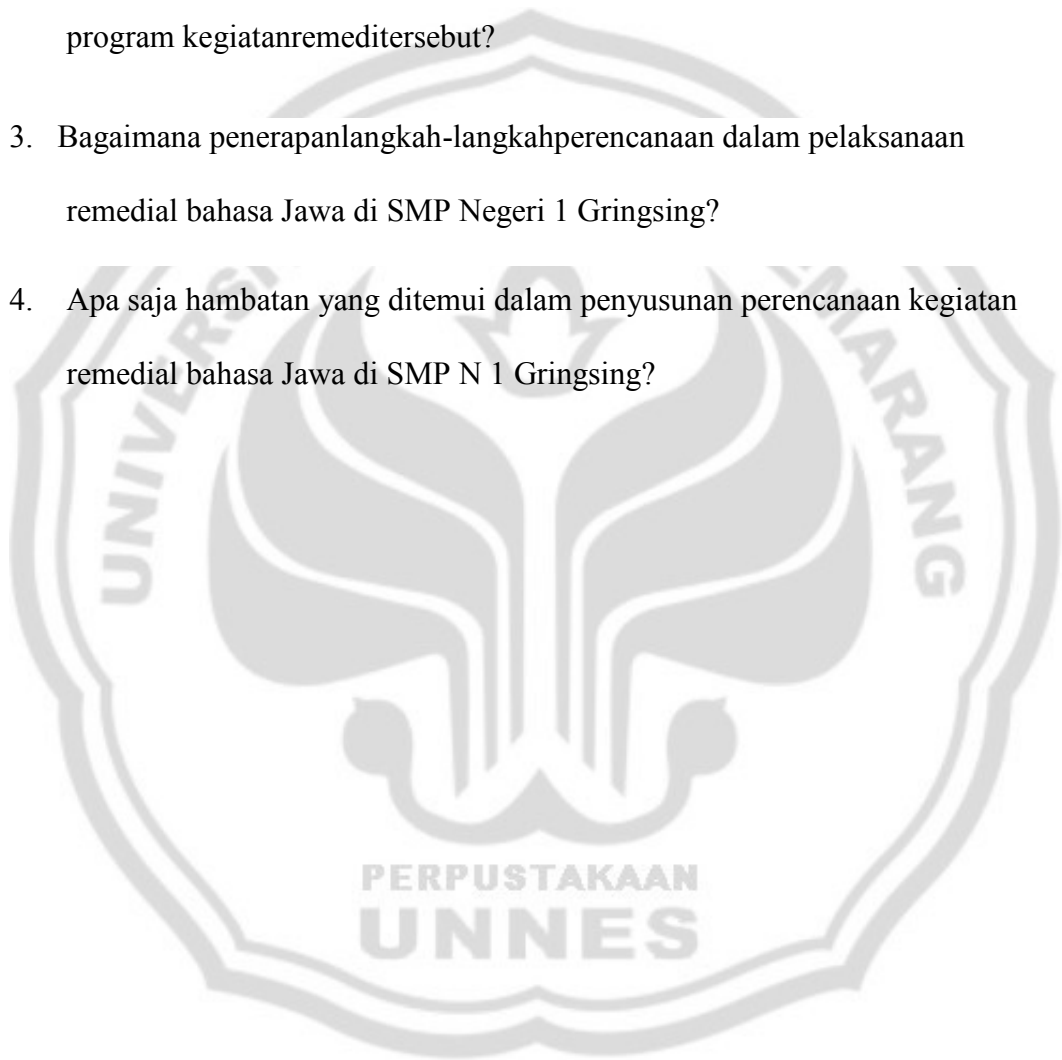 program kegiatanremeditersebut?
3. Bagaimana penerapanlangkah-langkahperencanaan dalam pelaksanaan
remedial bahasa Jawa di SMP Negeri 1 Gringsing?
4. Apa saja hambatan yang ditemui dalam penyusunan perencanaan kegiatan
remedial bahasa Jawa di SMP N 1 Gringsing?
PERPUSTAKAAN
UNNES